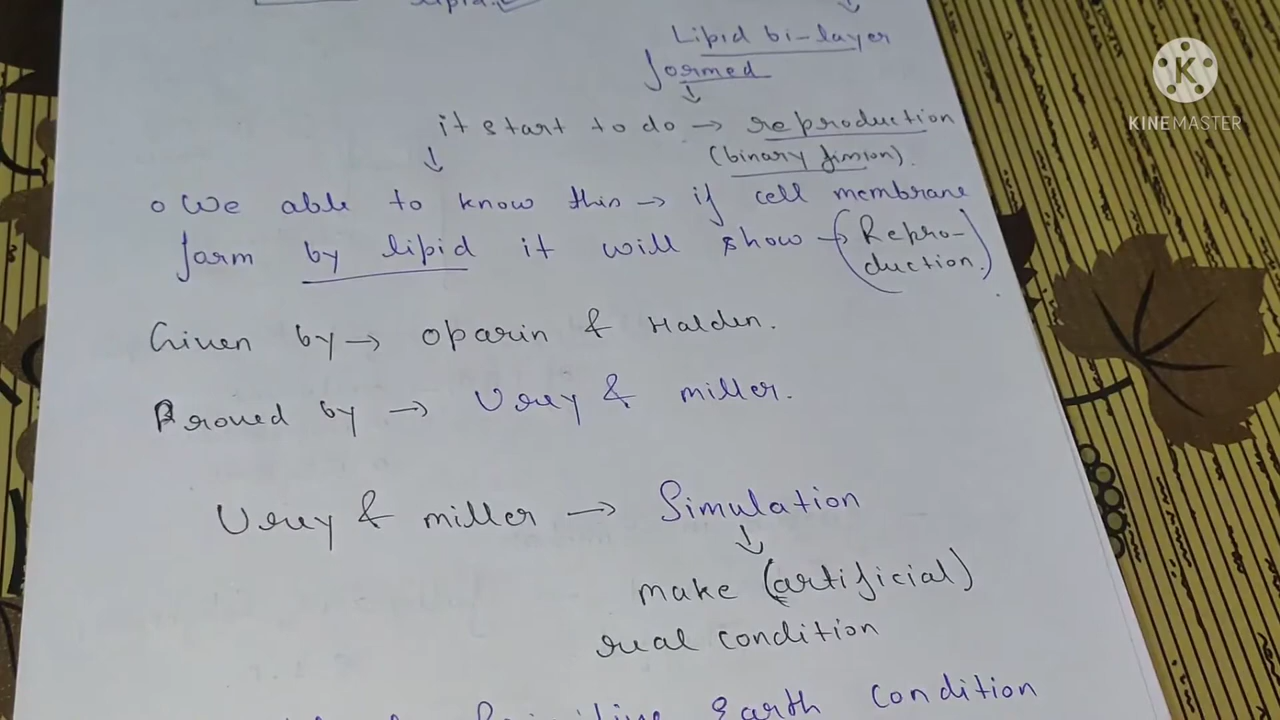 lipid.
Lipid bi-layer
formed
↓
it start to do → reproduction
(binary fission).
↓
o We able to know this → if cell membrane
form by lipid it will show → (Repro-
duction.)
Given by → Oparin & Halden.
Proved by → Urey & miller.
Urey & miller → Simulation
↓
make (artificial)
real condition
Primitive Earth Condition
K
KINEMASTER